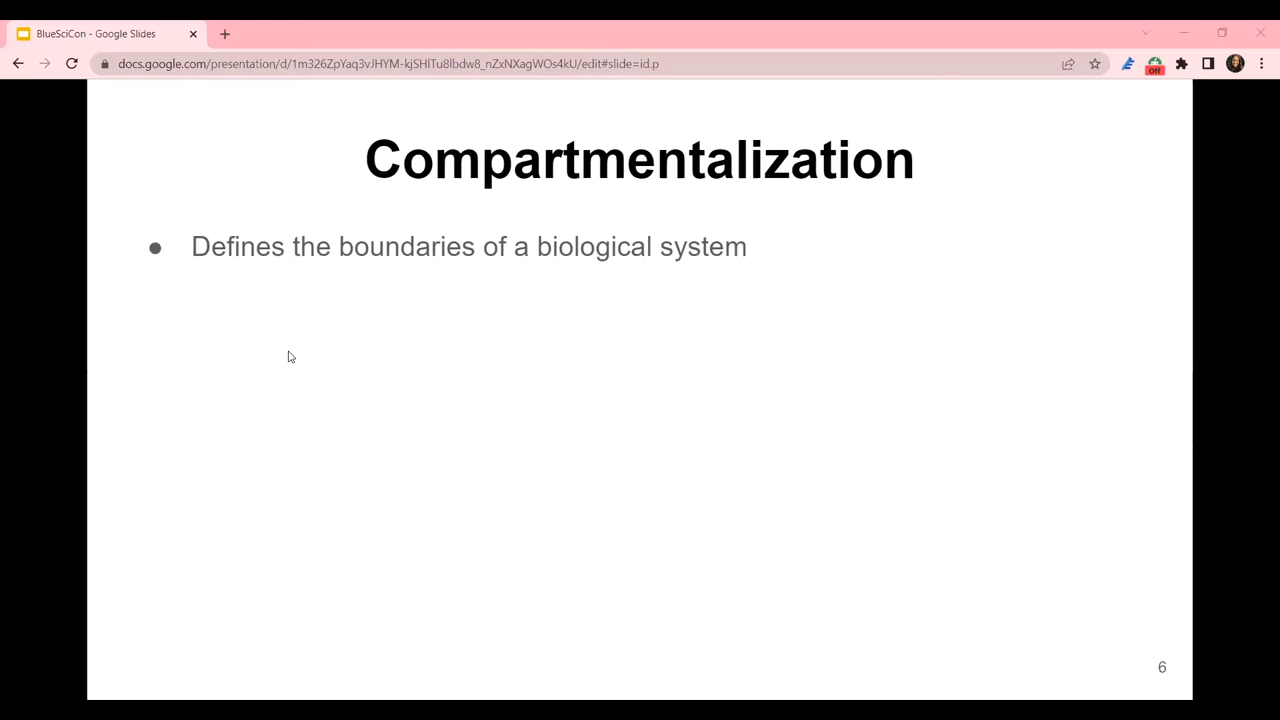 BlueSciCon - Google Slides
docs.google.com/presentation/d/1m326ZpYaq3vJHYM-kjSHlTu8lbdw8_nZxNXagWOs4kU/edit#slide=id.p
Off
Compartmentalization
● Defines the boundaries of a biological system
6